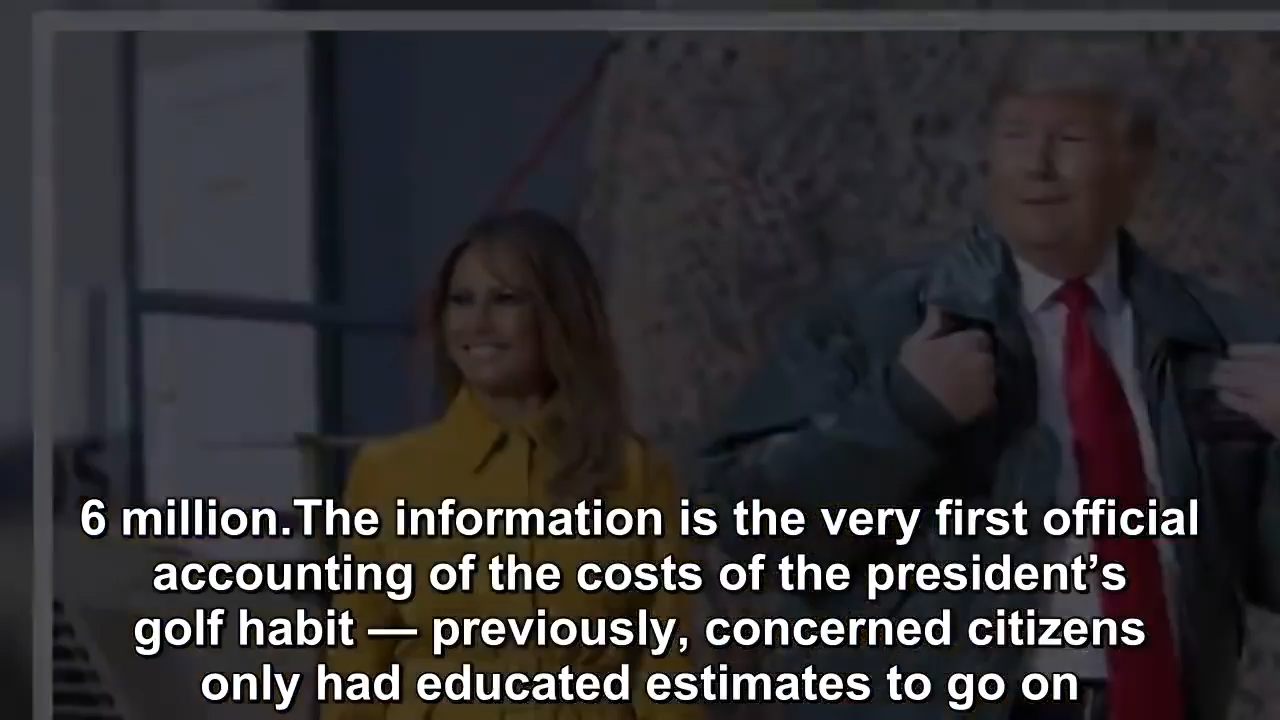 6 million.The information is the very first official
accounting of the costs of the president’s
golf habit — previously, concerned citizens
only had educated estimates to go on